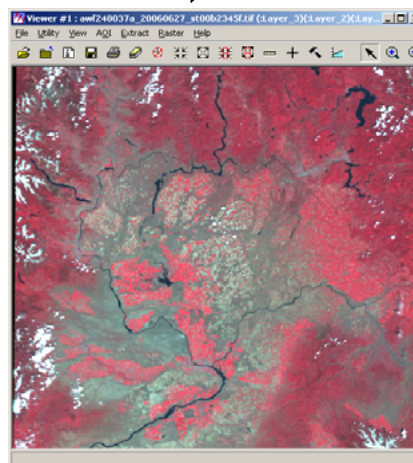 Viewer #1 : awf248037a_20060627_st00b2345f.tif (:Layer_3)(:Layer_2)(:Lay...
File Utility View AOI Extract Raster Help